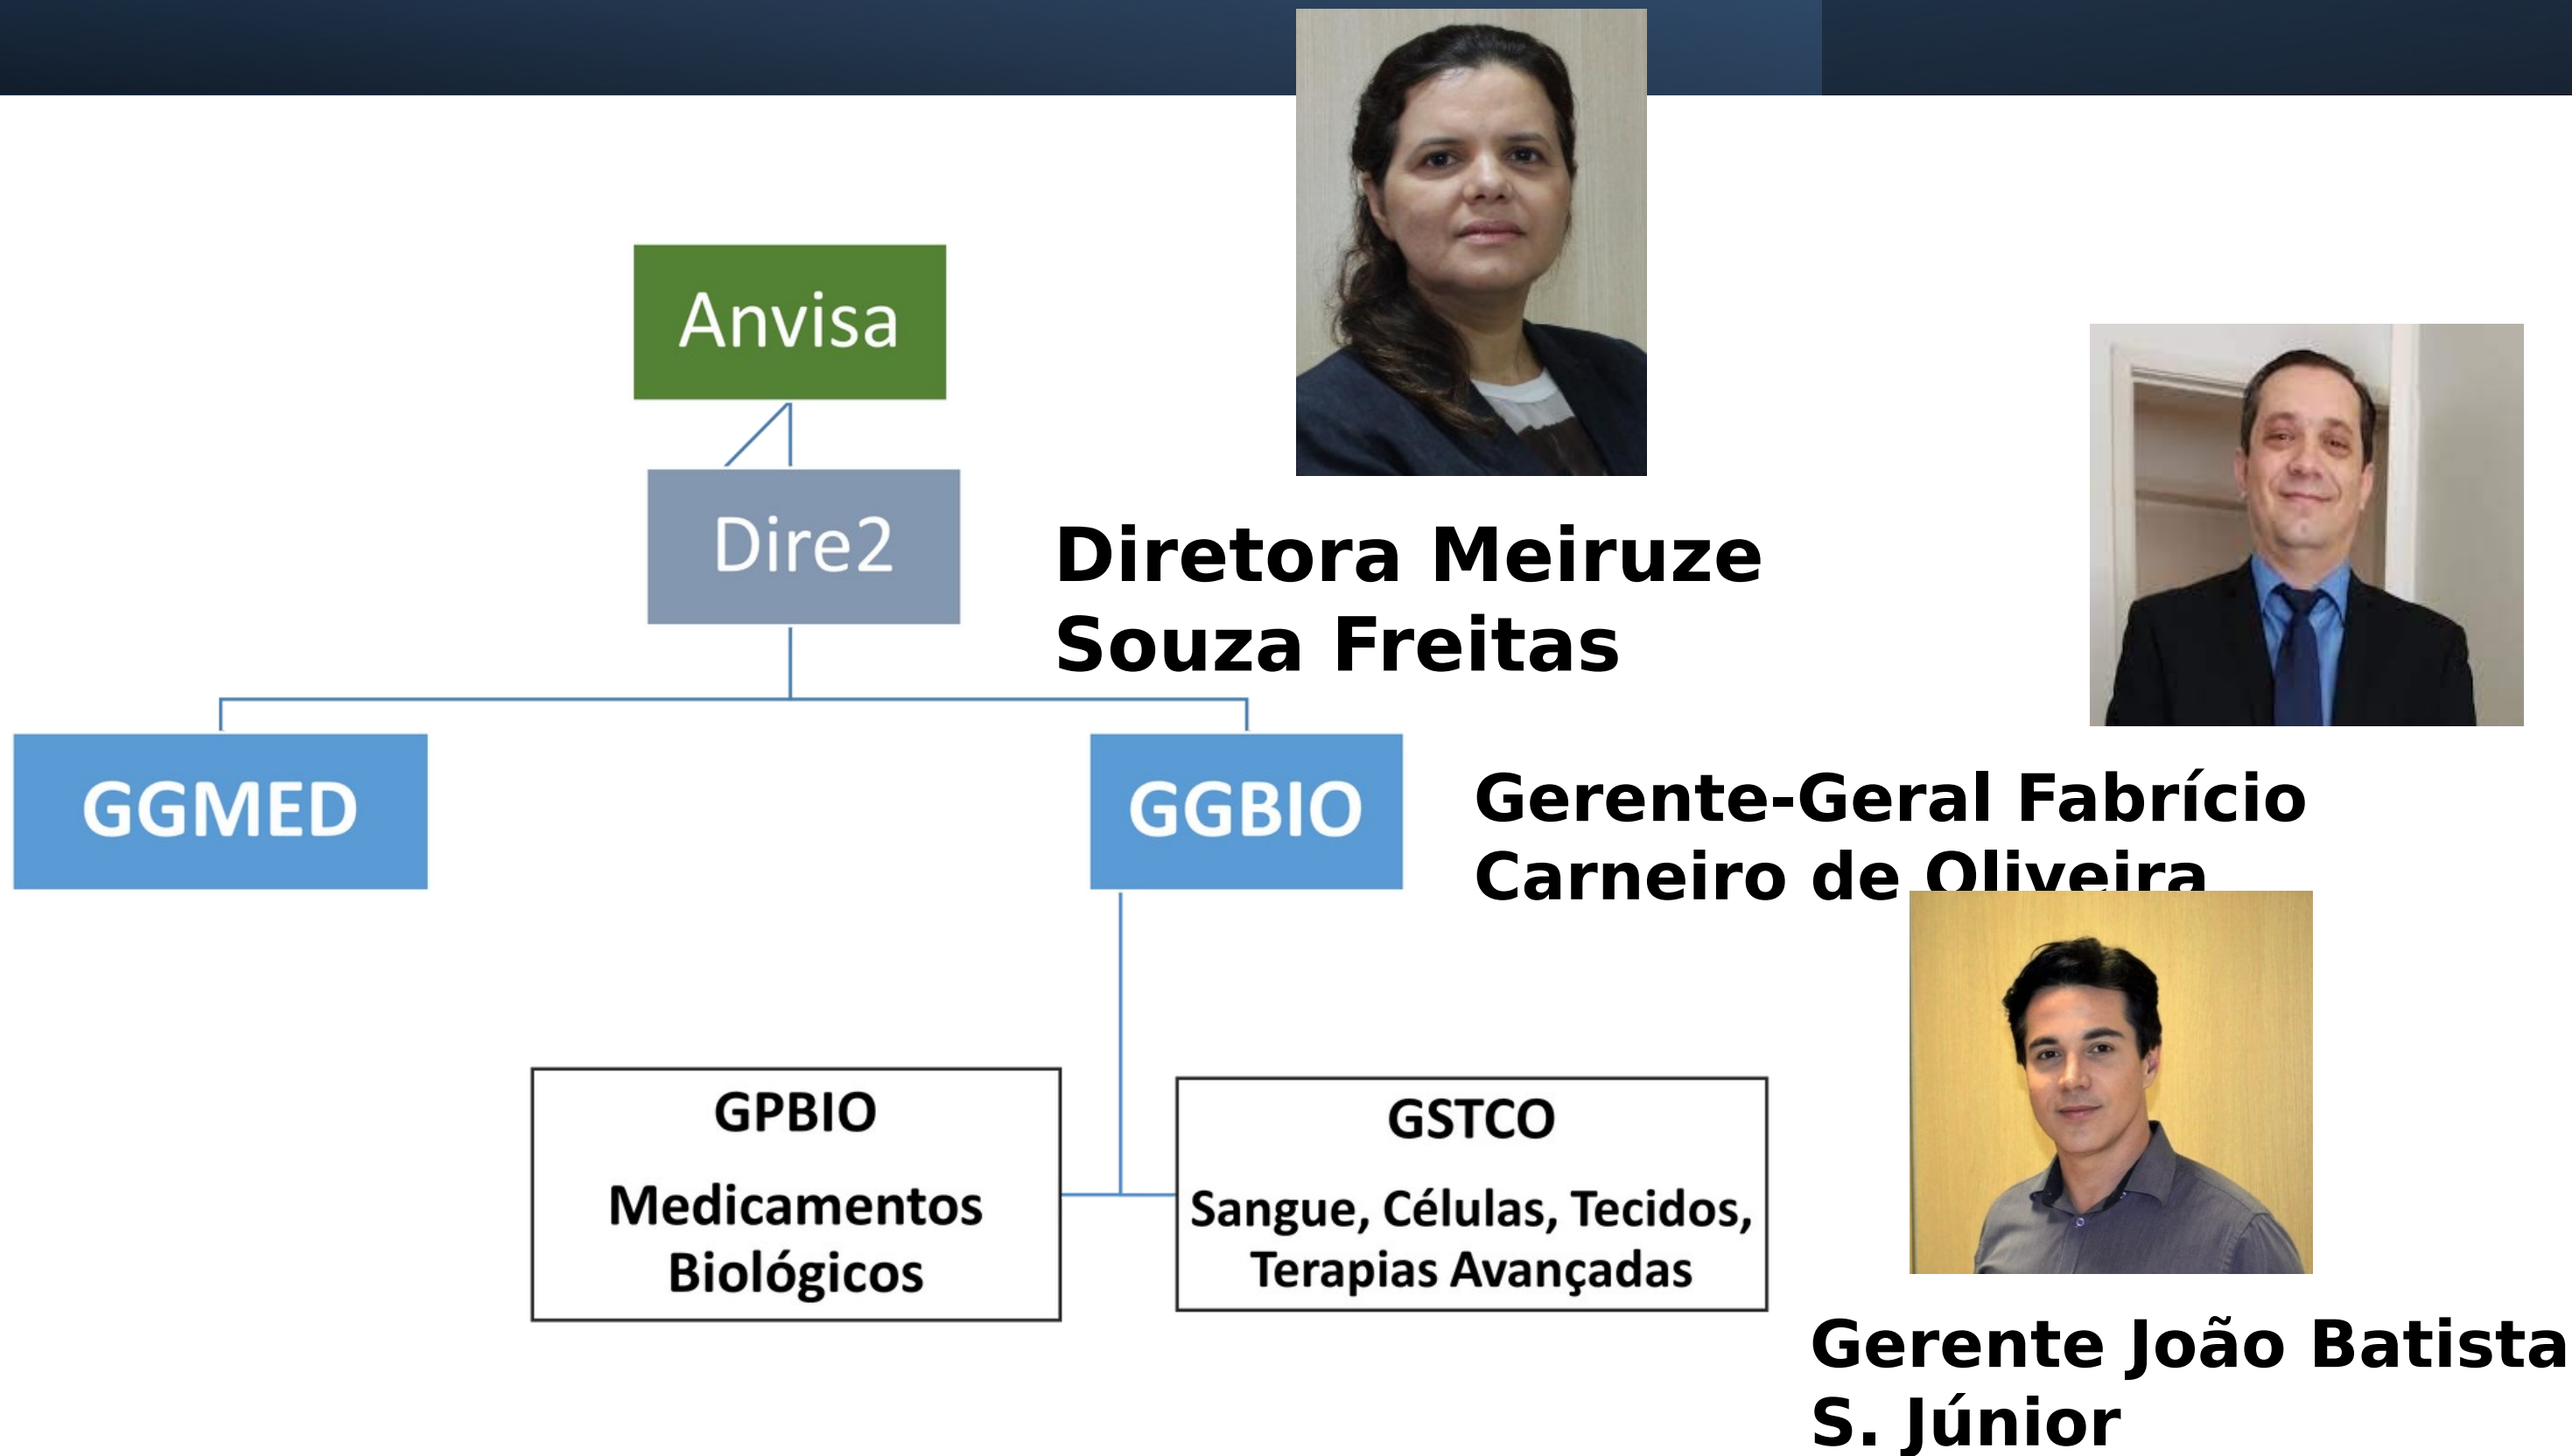 Anvisa
Dire2
Diretora Meiruze
Souza Freitas
GGMED
GGBIO
Gerente-Geral Fabrício
Carneiro de Oliveira
GPBIO
Medicamentos
Biológicos
GSTCO
Sangue, Células, Tecidos,
Terapias Avançadas
Gerente João Batista
S. Júnior